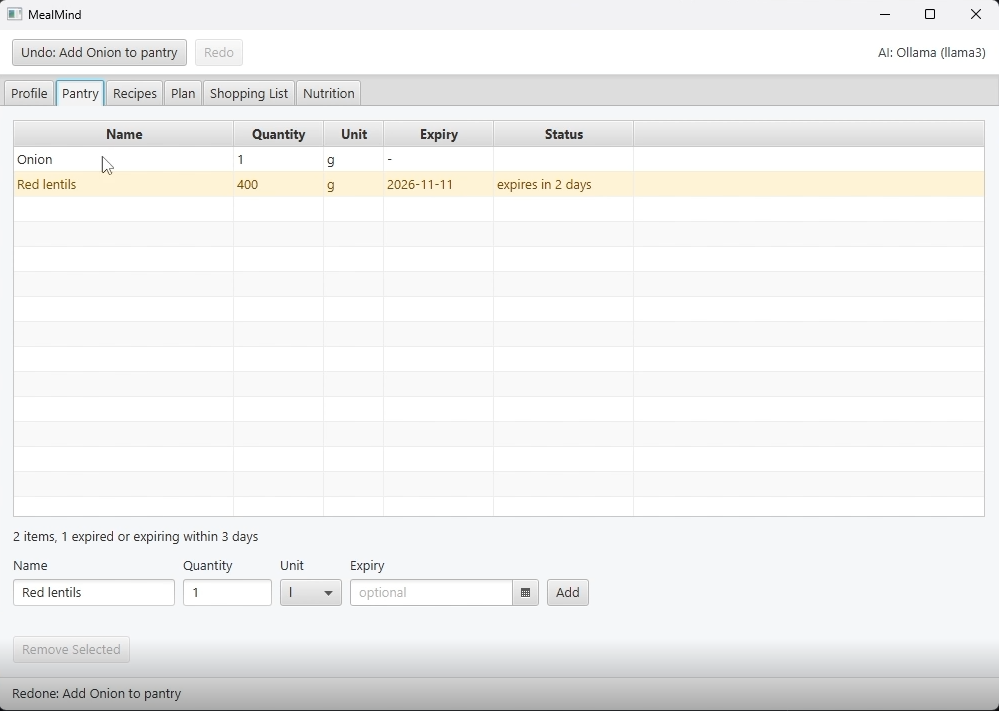 MealMind
Undo: Add Onion to pantry Redo AI: Ollama (llama3)
Profile Pantry Recipes Plan Shopping List Nutrition
Name Quantity Unit Expiry Status
Onion 1 g -
Red lentils 400 g 2026-11-11 expires in 2 days
2 items, 1 expired or expiring within 3 days
Name Quantity Unit Expiry
Red lentils 1 l optional Add
Remove Selected
Redone: Add Onion to pantry